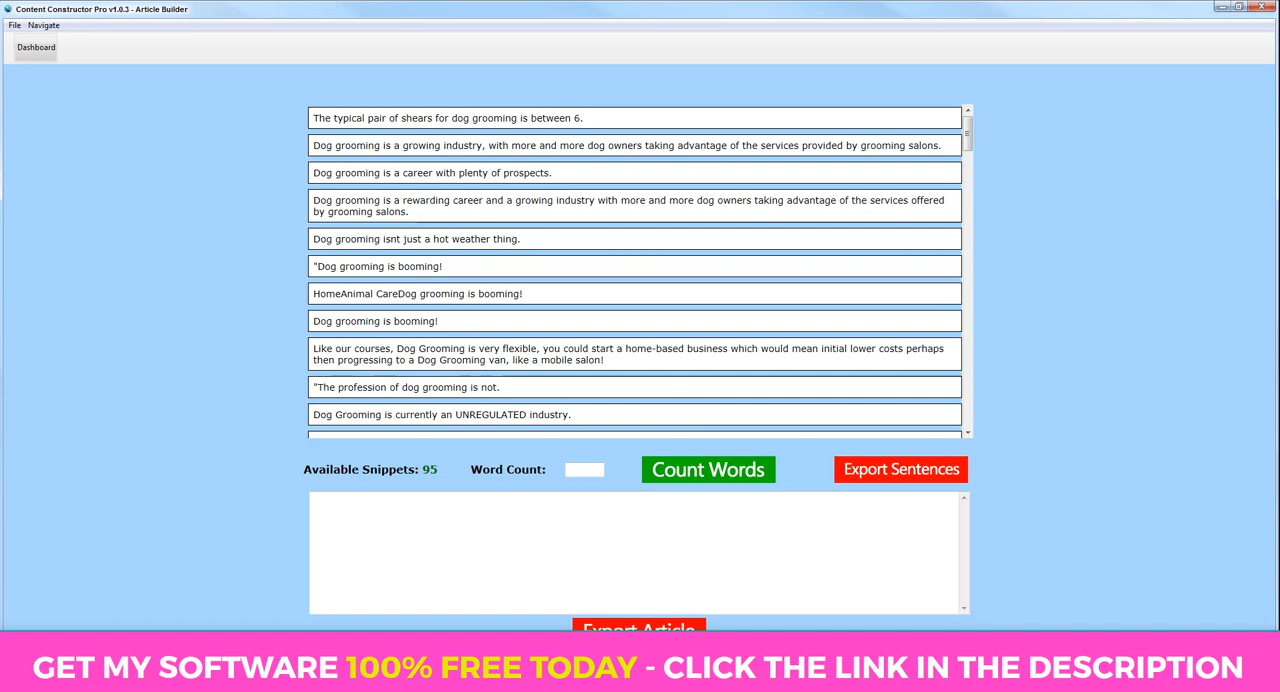 Content Constructor Pro v1.0.3 - Article Builder
File Navigate
Dashboard
The typical pair of shears for dog grooming is between 6.
Dog grooming is a growing industry, with more and more dog owners taking advantage of the services provided by grooming salons.
Dog grooming is a career with plenty of prospects.
Dog grooming is a rewarding career and a growing industry with more and more dog owners taking advantage of the services offered
by grooming salons.
Dog grooming isnt just a hot weather thing.
"Dog grooming is booming!
HomeAnimal CareDog grooming is booming!
Dog grooming is booming!
Like our courses, Dog Grooming is very flexible, you could start a home-based business which would mean initial lower costs perhaps
then progressing to a Dog Grooming van, like a mobile salon!
"The profession of dog grooming is not.
Dog Grooming is currently an UNREGULATED industry.
Available Snippets: 95 Word Count: Count Words Export Sentences
Export Article
GET MY SOFTWARE 100% FREE TODAY - CLICK THE LINK IN THE DESCRIPTION